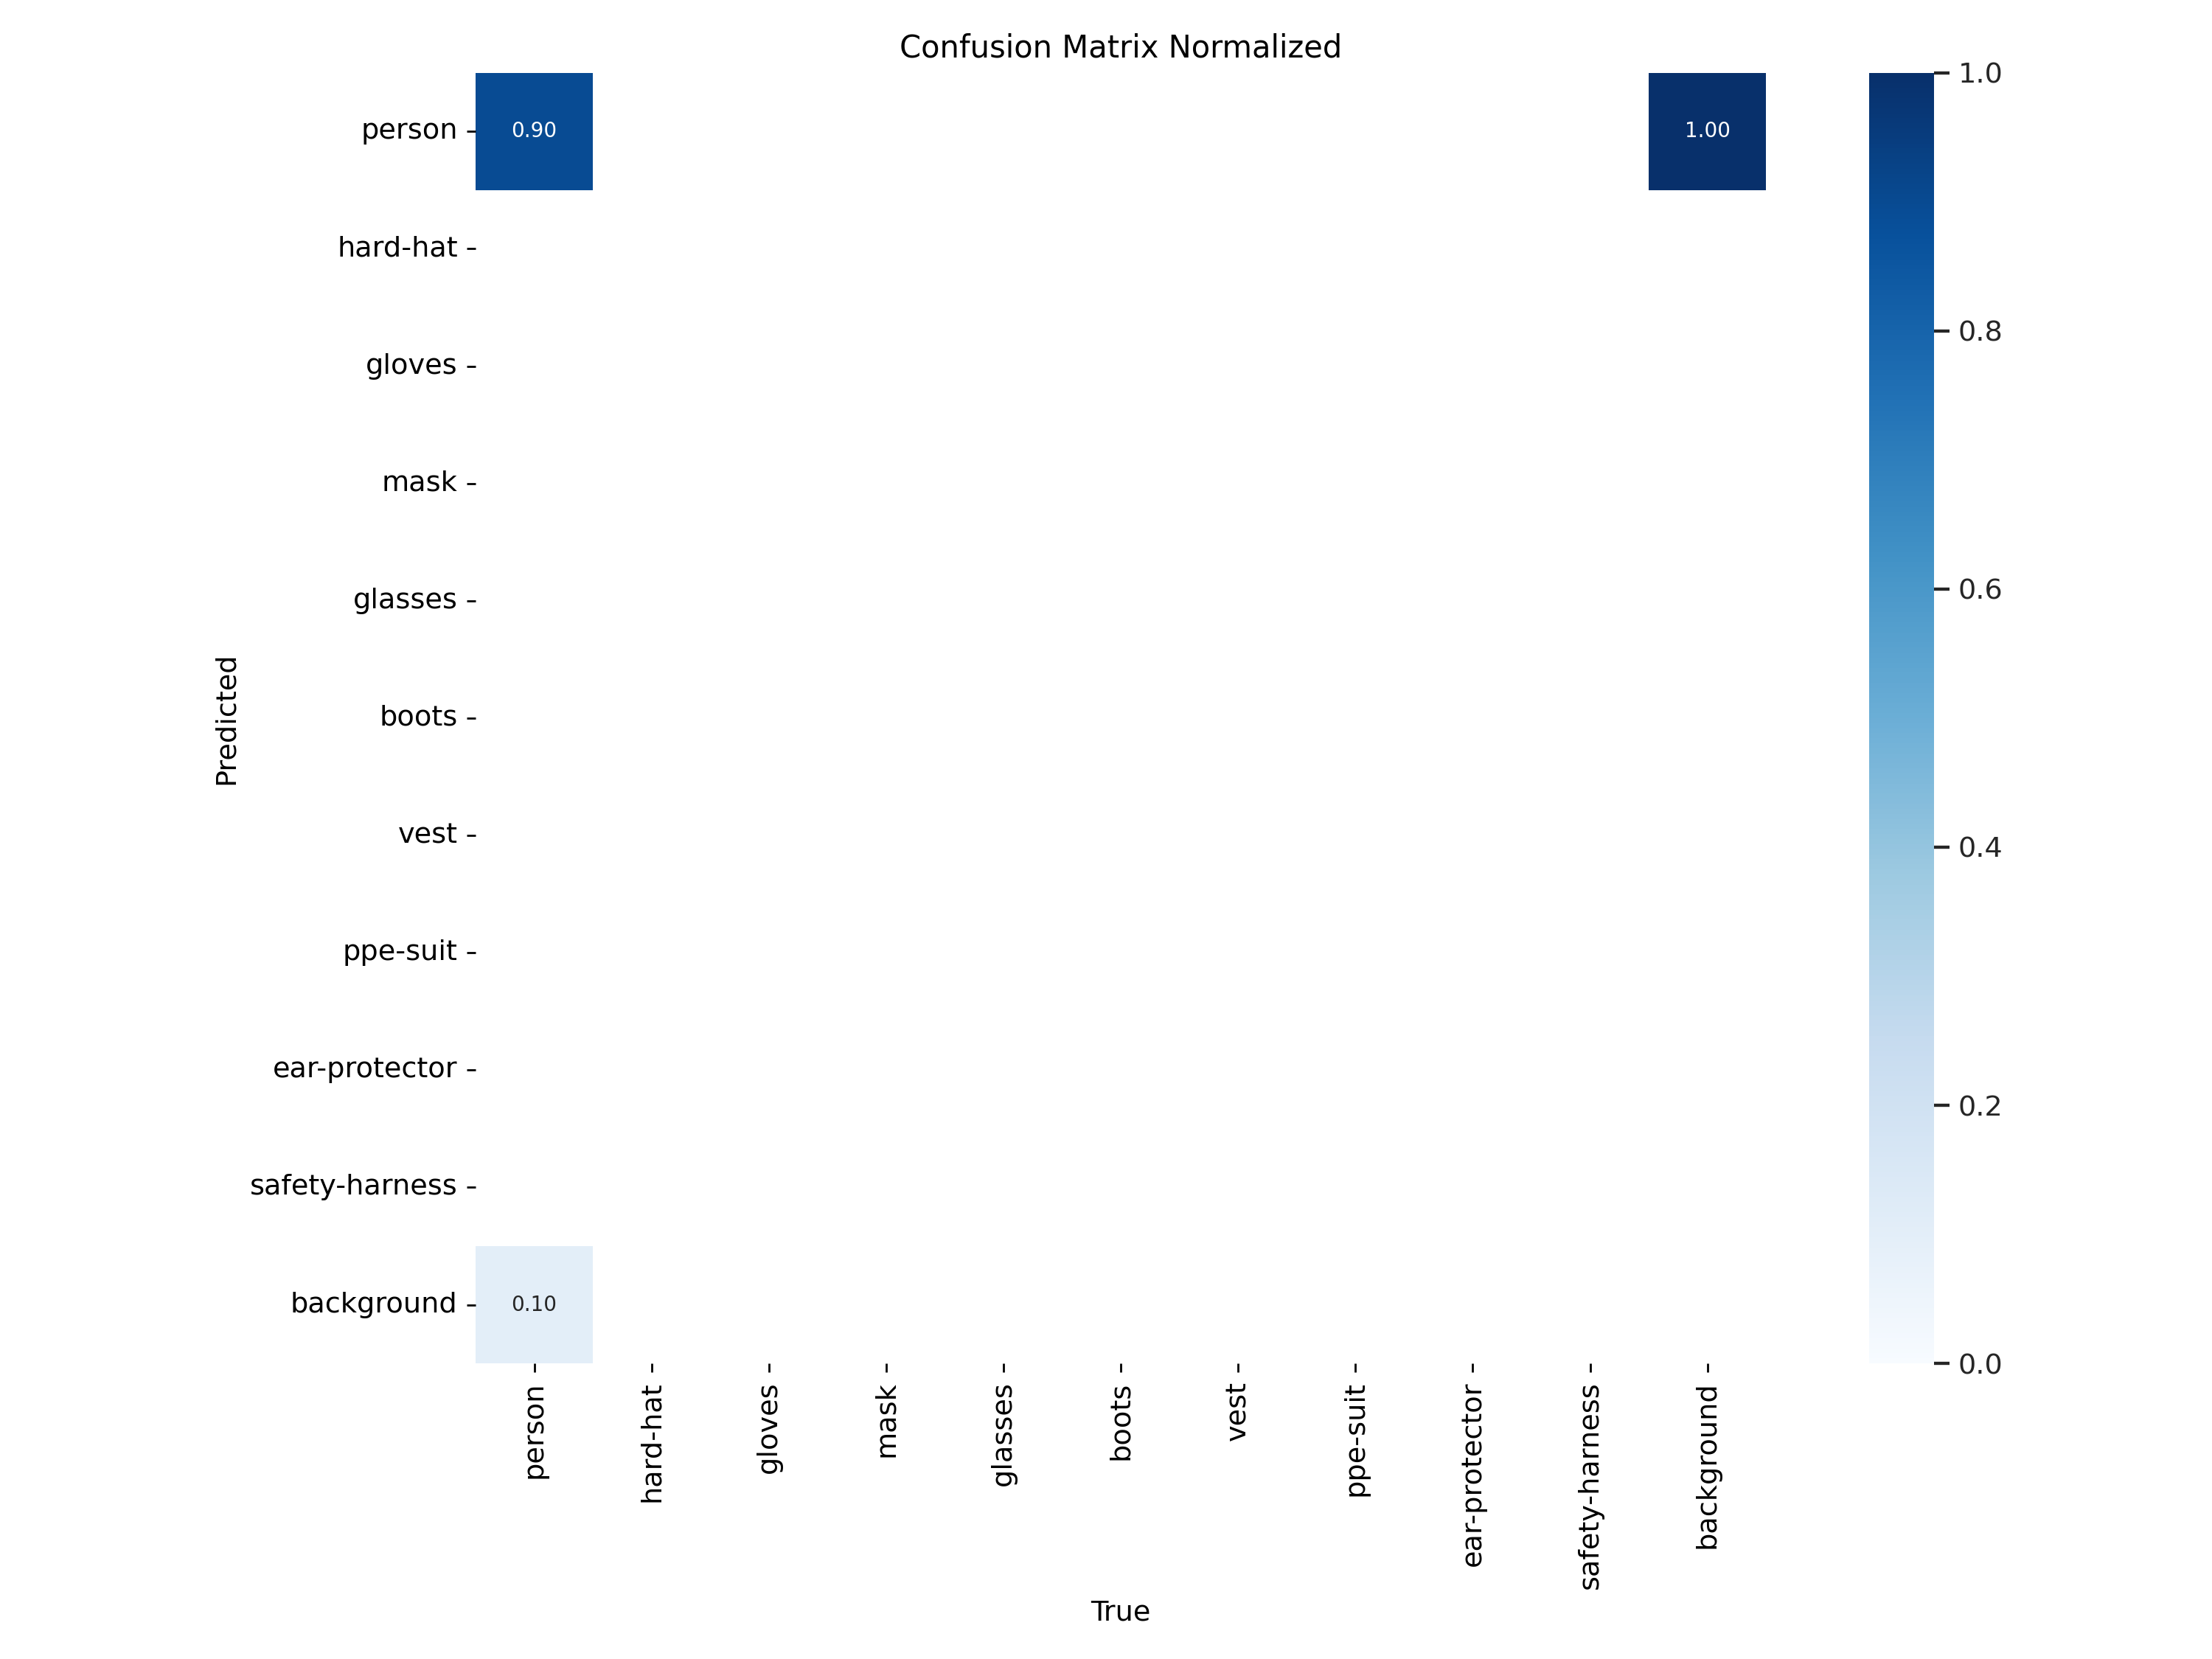 Confusion Matrix Normalized
person
0.90
1.00
hard-hat
gloves
mask
glasses
boots
vest
ppe-suit
ear-protector
safety-harness
background
0.10
Predicted
person
hard-hat
gloves
mask
glasses
boots
vest
ppe-suit
ear-protector
safety-harness
background
True
1.0
0.8
0.6
0.4
0.2
0.0